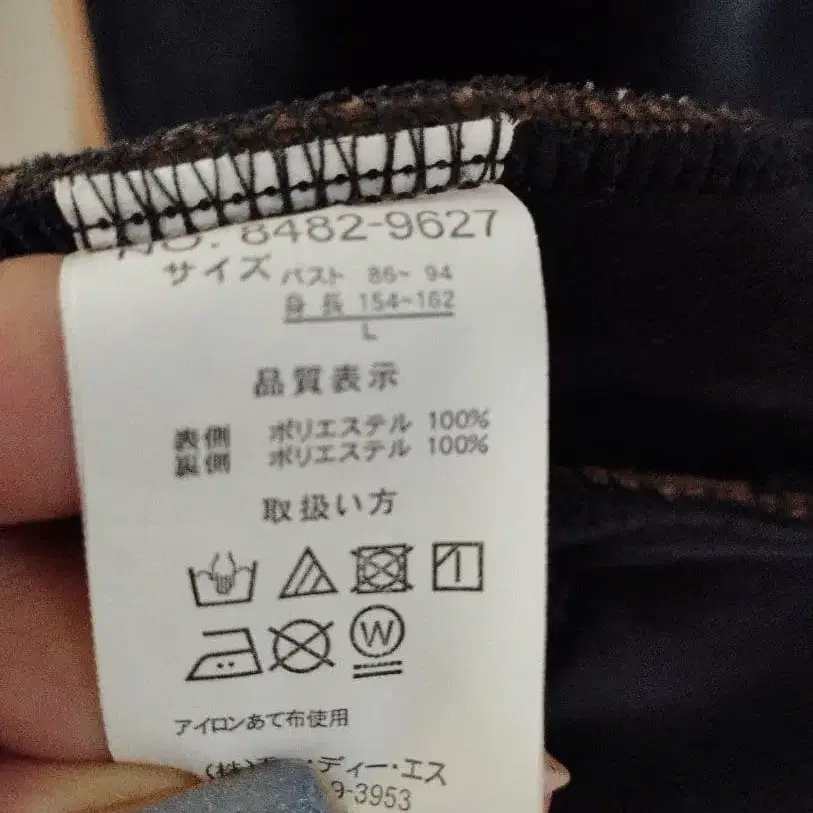 NO. 8482-9627
サイズ バスト 86~ 94
身長 154~162
L
品質表示
表側 ポリエステル 100%
裏側 ポリエステル 100%
取扱い方
W
アイロンあて布使用
(株) ・ディー・エス
9-3953